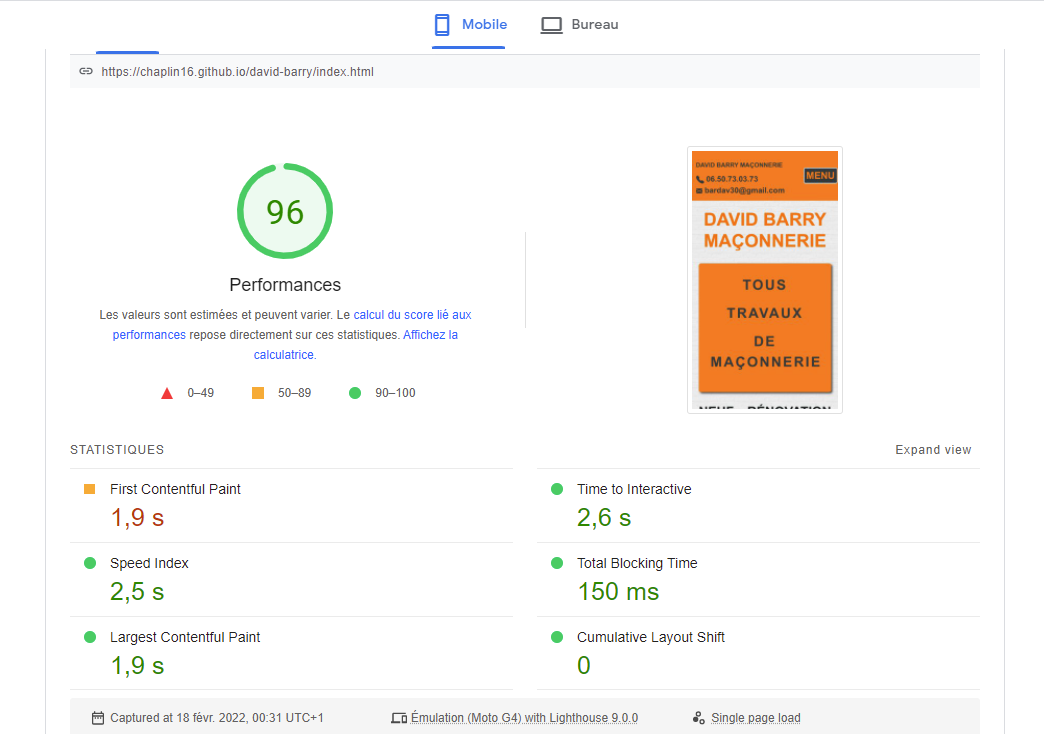 Mobile
Bureau
https://chaplin16.github.io/david-barry/index.html
96
Performances
Les valeurs sont estimées et peuvent varier. Le calcul du score lié aux
performances repose directement sur ces statistiques. Affichez la
calculatrice.
0–49
50–89
90–100
DAVID BARRY MAÇONNERIE
06.50.73.03.73
bardav30@gmail.com
MENU
DAVID BARRY
MAÇONNERIE
TOUS
TRAVAUX
DE
MAÇONNERIE
NEUF - RÉNOVATION
STATISTIQUES
Expand view
First Contentful Paint
1,9 s
Time to Interactive
2,6 s
Speed Index
2,5 s
Total Blocking Time
150 ms
Largest Contentful Paint
1,9 s
Cumulative Layout Shift
0
Captured at 18 févr. 2022, 00:31 UTC+1
Émulation (Moto G4) with Lighthouse 9.0.0
Single page load